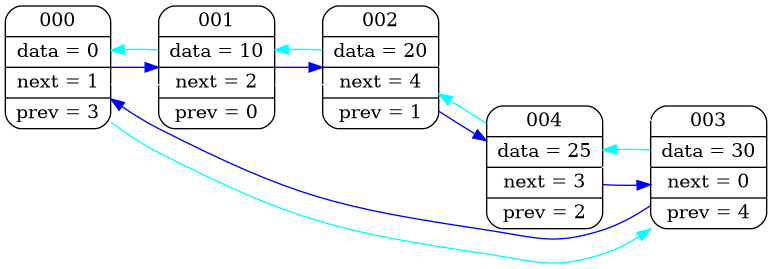 000
data = 0
next = 1
prev = 3
001
data = 10
next = 2
prev = 0
002
data = 20
next = 4
prev = 1
004
data = 25
next = 3
prev = 2
003
data = 30
next = 0
prev = 4